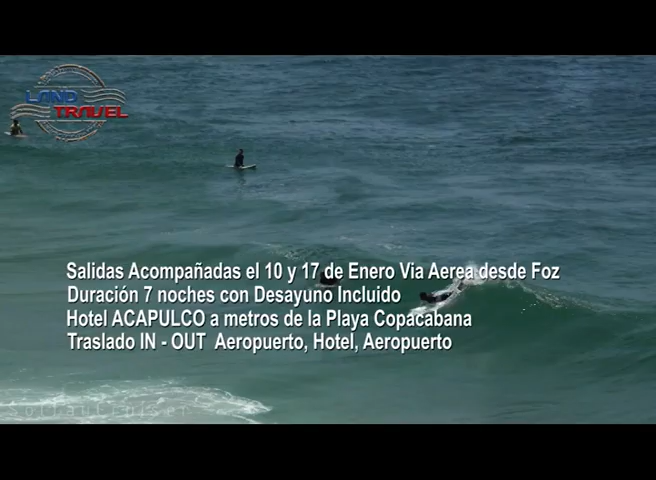 LAND
TRAVEL
Salidas Acompañadas el 10 y 17 de Enero Via Aerea desde Foz
Duración 7 noches con Desayuno Incluido
Hotel ACAPULCO a metros de la Playa Copacabana
Traslado IN - OUT Aeropuerto, Hotel, Aeropuerto